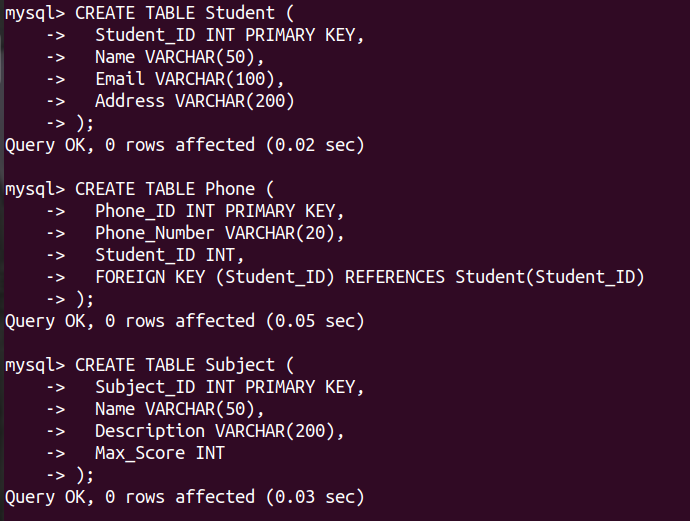 mysql> CREATE TABLE Student (
    ->   Student_ID INT PRIMARY KEY,
    ->   Name VARCHAR(50),
    ->   Email VARCHAR(100),
    ->   Address VARCHAR(200)
    -> );
Query OK, 0 rows affected (0.02 sec)

mysql> CREATE TABLE Phone (
    ->   Phone_ID INT PRIMARY KEY,
    ->   Phone_Number VARCHAR(20),
    ->   Student_ID INT,
    ->   FOREIGN KEY (Student_ID) REFERENCES Student(Student_ID)
    -> );
Query OK, 0 rows affected (0.05 sec)

mysql> CREATE TABLE Subject (
    ->   Subject_ID INT PRIMARY KEY,
    ->   Name VARCHAR(50),
    ->   Description VARCHAR(200),
    ->   Max_Score INT
    -> );
Query OK, 0 rows affected (0.03 sec)